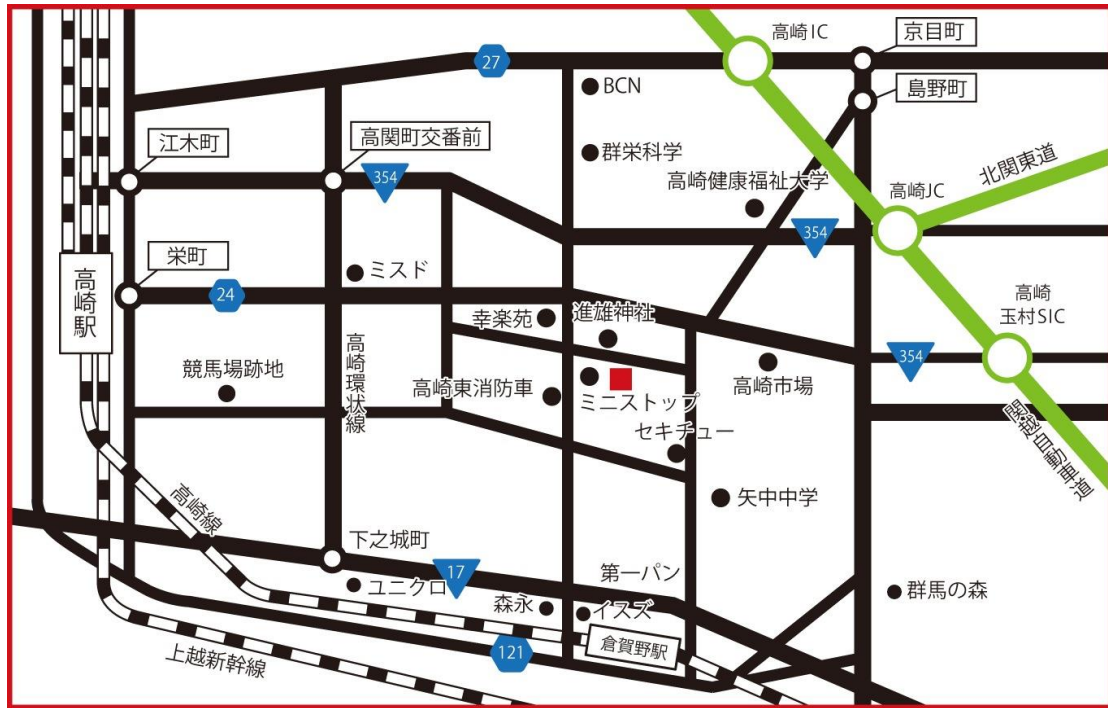 高崎IC
京目町
27
BCN
島野町
江木町
高関町交番前
354
群栄科学
高崎健康福祉大学
高崎JC
北関東道
354
栄町
ミスド
24
高崎駅
高崎
玉村SIC
幸楽苑
進雄神社
高崎環状線
競馬場跡地
高崎東消防車
ミニストップ
高崎市場
354
セキチュー
関越自動車道
矢中中学
高崎線
下之城町
17
ユニクロ
第一パン
森永
イスズ
群馬の森
倉賀野駅
121
上越新幹線